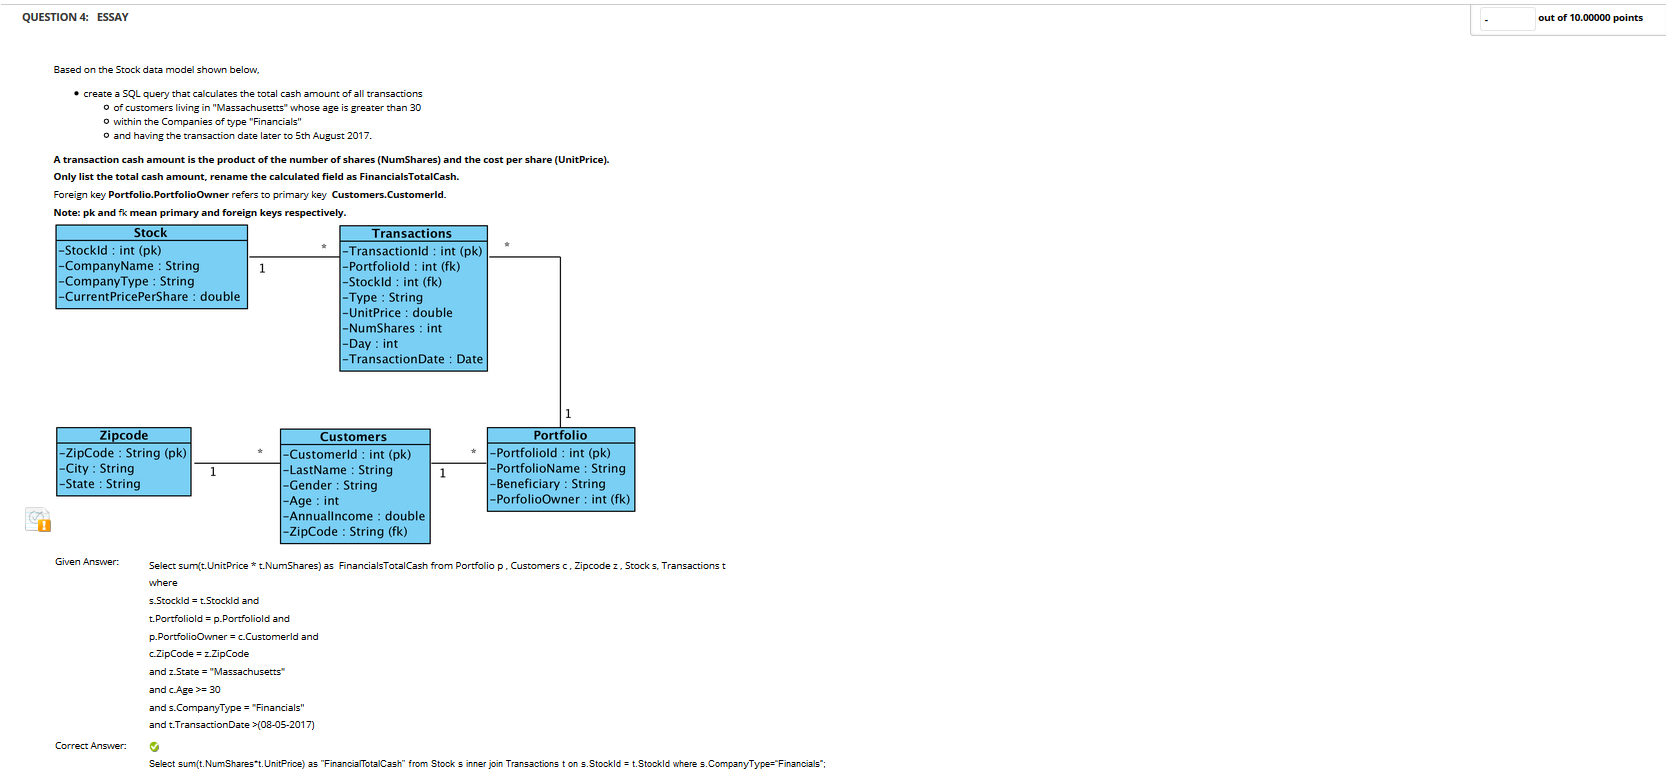 QUESTION 4: ESSAY
- out of 10.00000 points
Based on the Stock data model shown below,
• create a SQL query that calculates the total cash amount of all transactions
o of customers living in "Massachusetts" whose age is greater than 30
o within the Companies of type "Financials"
o and having the transaction date later to 5th August 2017.
A transaction cash amount is the product of the number of shares (NumShares) and the cost per share (UnitPrice).
Only list the total cash amount, rename the calculated field as FinancialsTotalCash.
Foreign key Portfolio.PortfolioOwner refers to primary key Customers.CustomerId.
Note: pk and fk mean primary and foreign keys respectively.
Stock
-StockId : int (pk)
-CompanyName : String
-CompanyType : String
-CurrentPricePerShare : double
1
*
Transactions
-TransactionId : int (pk)
-PortfolioId : int (fk)
-StockId : int (fk)
-Type : String
-UnitPrice : double
-NumShares : int
-Day : int
-TransactionDate : Date
*
1
Zipcode
-ZipCode : String (pk)
-City : String
-State : String
1
*
Customers
-CustomerId : int (pk)
-LastName : String
-Gender : String
-Age : int
-AnnualIncome : double
-ZipCode : String (fk)
1
*
Portfolio
-PortfolioId : int (pk)
-PortfolioName : String
-Beneficiary : String
-PorfolioOwner : int (fk)
Given Answer:
Select sum(t.UnitPrice * t.NumShares) as FinancialsTotalCash from Portfolio p , Customers c , Zipcode z , Stock s, Transactions t
where
s.StockId = t.StockId and
t.PortfolioId = p.PortfolioId and
p.PortfolioOwner = c.CustomerId and
c.ZipCode = z.ZipCode
and z.State = "Massachusetts"
and c.Age >= 30
and s.CompanyType = "Financials"
and t.TransactionDate >(08-05-2017)
Correct Answer:
Select sum(t.NumShares*t.UnitPrice) as "FinancialTotalCash" from Stock s inner join Transactions t on s.StockId = t.StockId where s.CompanyType="Financials";